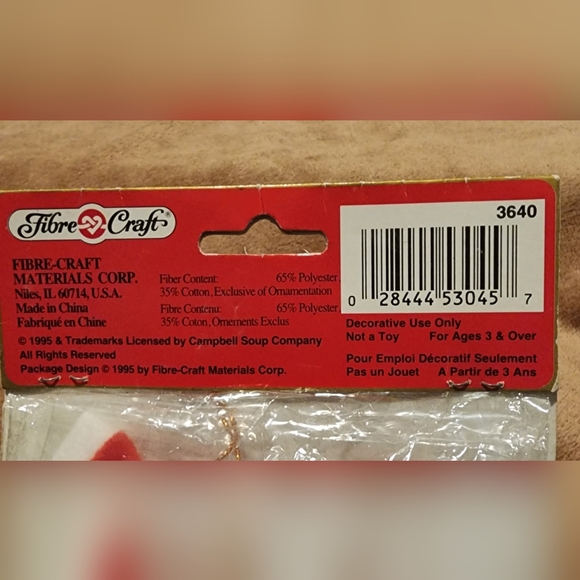 Fibre Craft®
FIBRE-CRAFT
MATERIALS CORP.
Niles, IL 60714, U.S.A.
Made in China
Fabriqué en Chine
Fiber Content: 65% Polyester,
35% Cotton, Exclusive of Ornamentation
Fibre Contenu: 65% Polyester,
35% Coton, Ornements Exclus
© 1995 & Trademarks Licensed by Campbell Soup Company
All Rights Reserved
Package Design © 1995 by Fibre-Craft Materials Corp.
3640
0 28444 53045 7
Decorative Use Only
Not a Toy For Ages 3 & Over
Pour Emploi Décoratif Seulement
Pas un Jouet A Partir de 3 Ans